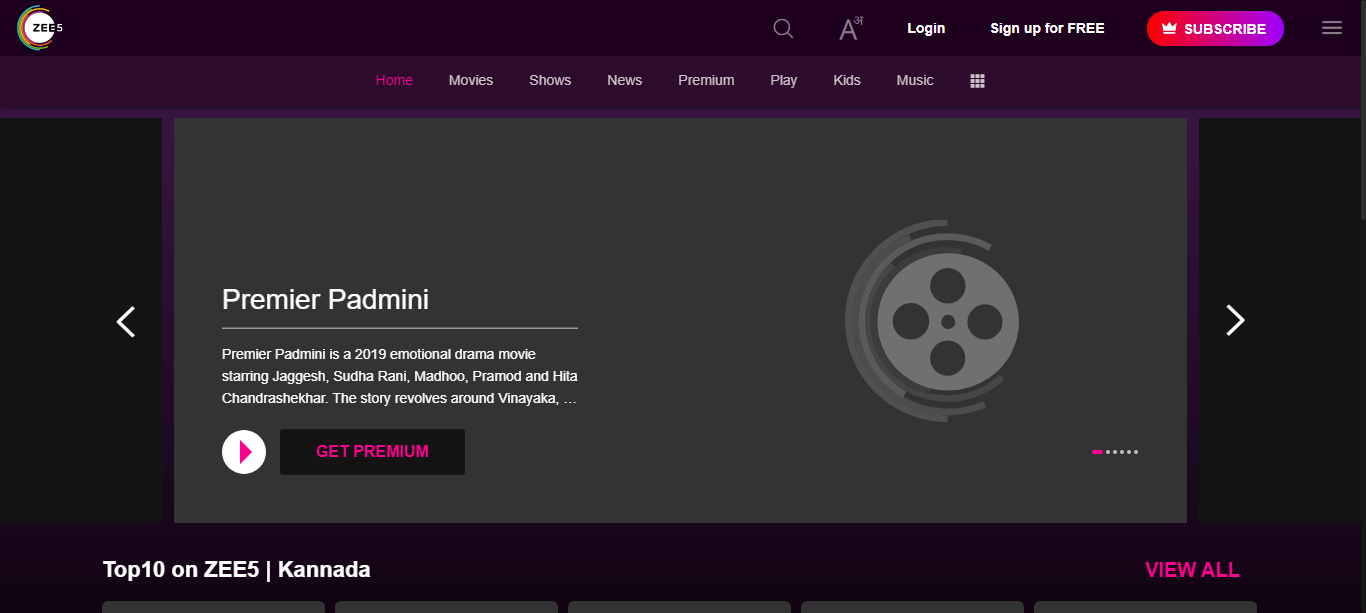 ZEE5
Aअ
Login
Sign up for FREE
SUBSCRIBE
Home
Movies
Shows
News
Premium
Play
Kids
Music
Premier Padmini
Premier Padmini is a 2019 emotional drama movie
starring Jaggesh, Sudha Rani, Madhoo, Pramod and Hita
Chandrashekhar. The story revolves around Vinayaka, ...
GET PREMIUM
Top10 on ZEE5 | Kannada
VIEW ALL